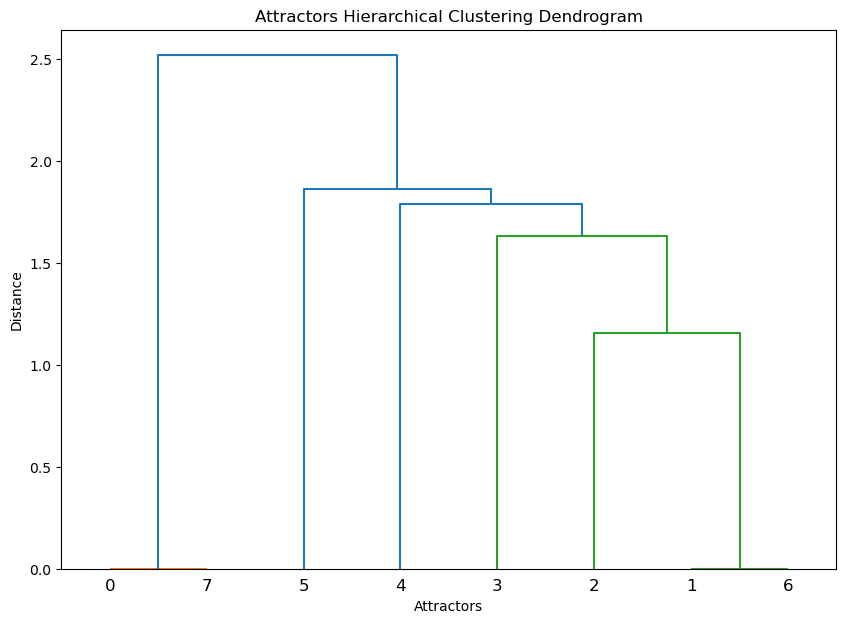 Attractors Hierarchical Clustering Dendrogram
2.5
2.0
1.5
1.0
0.5
0.0
Distance
0 7 5 4 3 2 1 6
Attractors